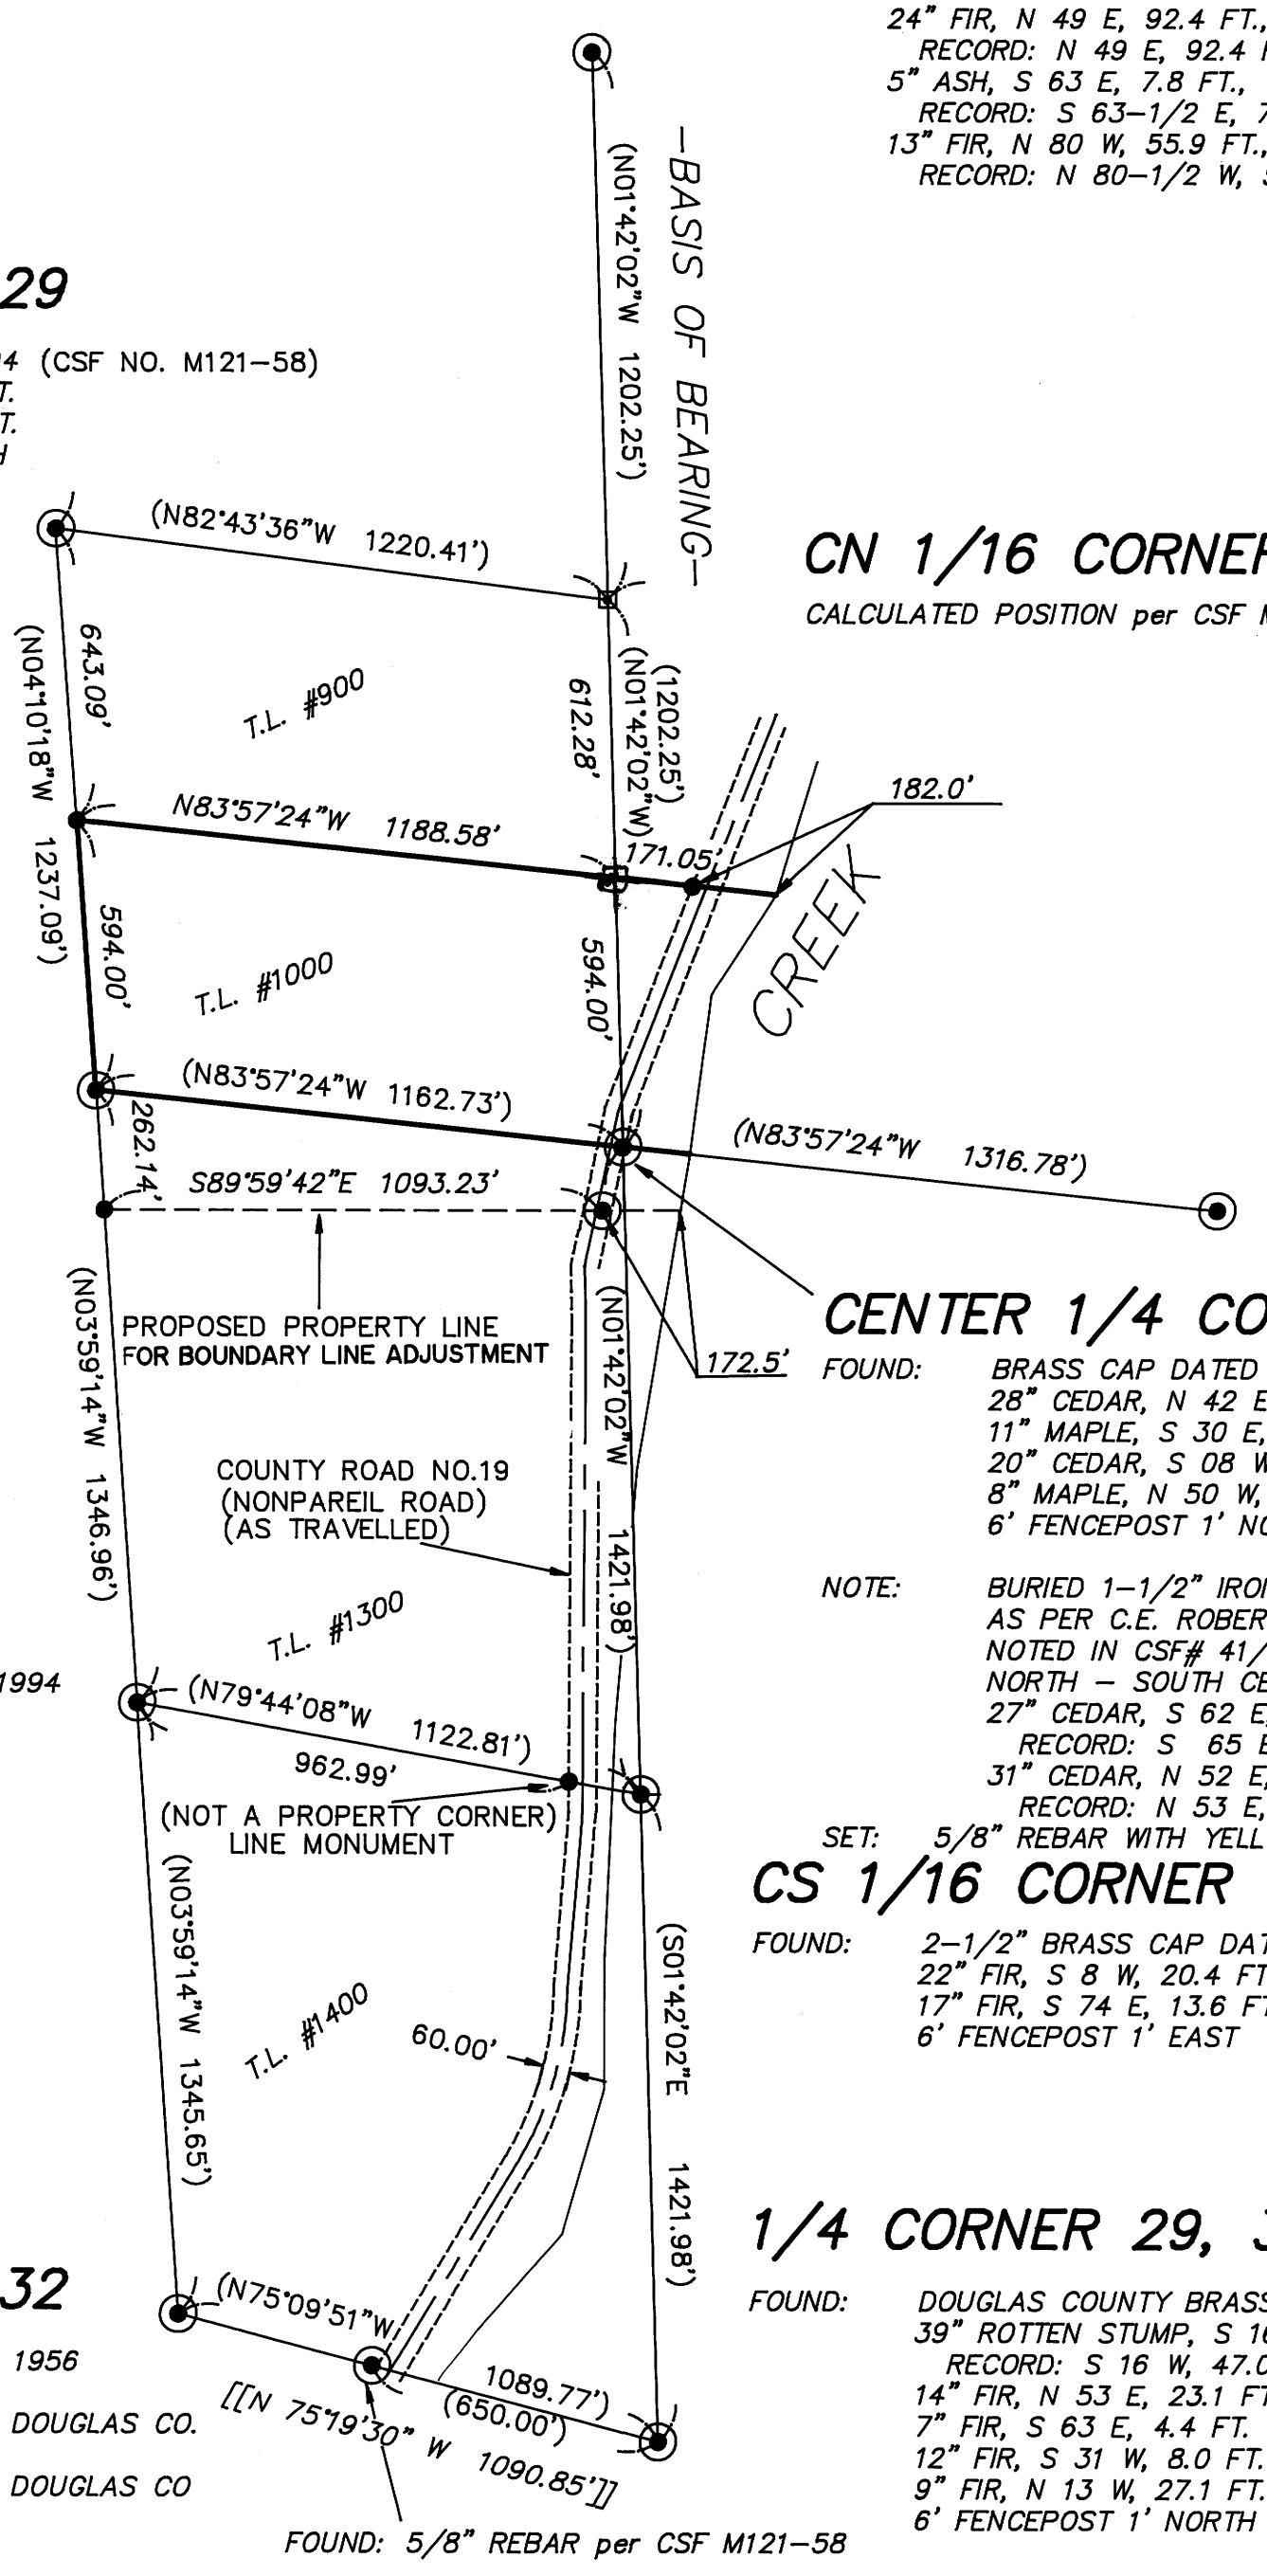 24" FIR, N 49 E, 92.4 FT.,
RECORD: N 49 E, 92.4
5" ASH, S 63 E, 7.8 FT.,
RECORD: S 63-1/2 E, 7
13" FIR, N 80 W, 55.9 FT.,
RECORD: N 80-1/2 W,
-BASIS OF BEARING-
(N01°42'02"W 1202.25')
29
(CSF NO. M121-58)
(N82°43'36"W 1220.41')
CN 1/16 CORNER
CALCULATED POSITION per CSF
643.09'
(N04°10'18"W 1237.09')
T.L. #900
612.28'
(N01°42'02"W)
(1202.25')
182.0'
N83°57'24"W 1188.58'
171.05'
CREEK
594.00'
T.L. #1000
594.00'
(N83°57'24"W 1162.73')
(N83°57'24"W 1316.78')
262.14'
S89°59'42"E 1093.23'
PROPOSED PROPERTY LINE
FOR BOUNDARY LINE ADJUSTMENT
172.5'
(N03°59'14"W 1346.96')
(N01°42'02"W 1421.98')
CENTER 1/4 CO
FOUND: BRASS CAP DATED
28" CEDAR, N 42 E
11" MAPLE, S 30 E,
20" CEDAR, S 08 W
8" MAPLE, N 50 W,
6' FENCEPOST 1' NO
COUNTY ROAD NO.19
(NONPAREIL ROAD)
(AS TRAVELLED)
NOTE: BURIED 1-1/2" IRON
AS PER C.E. ROBER
NOTED IN CSF# 41/
NORTH - SOUTH CE
27" CEDAR, S 62 E,
RECORD: S 65 E
31" CEDAR, N 52 E,
RECORD: N 53 E,
SET: 5/8" REBAR WITH YELL
T.L. #1300
1994
(N79°44'08"W 1122.81')
962.99'
(NOT A PROPERTY CORNER)
LINE MONUMENT
CS 1/16 CORNER
FOUND: 2-1/2" BRASS CAP DAT
22" FIR, S 8 W, 20.4 FT
17" FIR, S 74 E, 13.6 FT
6' FENCEPOST 1' EAST
(N03°59'14"W 1345.65')
T.L. #1400
60.00'
(S01°42'02"E 1421.98')
1/4 CORNER 29,
FOUND: DOUGLAS COUNTY BRASS
39" ROTTEN STUMP, S 16
RECORD: S 16 W, 47.0
14" FIR, N 53 E, 23.1 FT
7" FIR, S 63 E, 4.4 FT.
12" FIR, S 31 W, 8.0 FT.
9" FIR, N 13 W, 27.1 FT.
6' FENCEPOST 1' NORTH
32
1956
DOUGLAS CO.
DOUGLAS CO
(N75°09'51"W 1089.77')
(650.00')
[[N 75°19'30" W 1090.85']]
FOUND: 5/8" REBAR per CSF M121-58